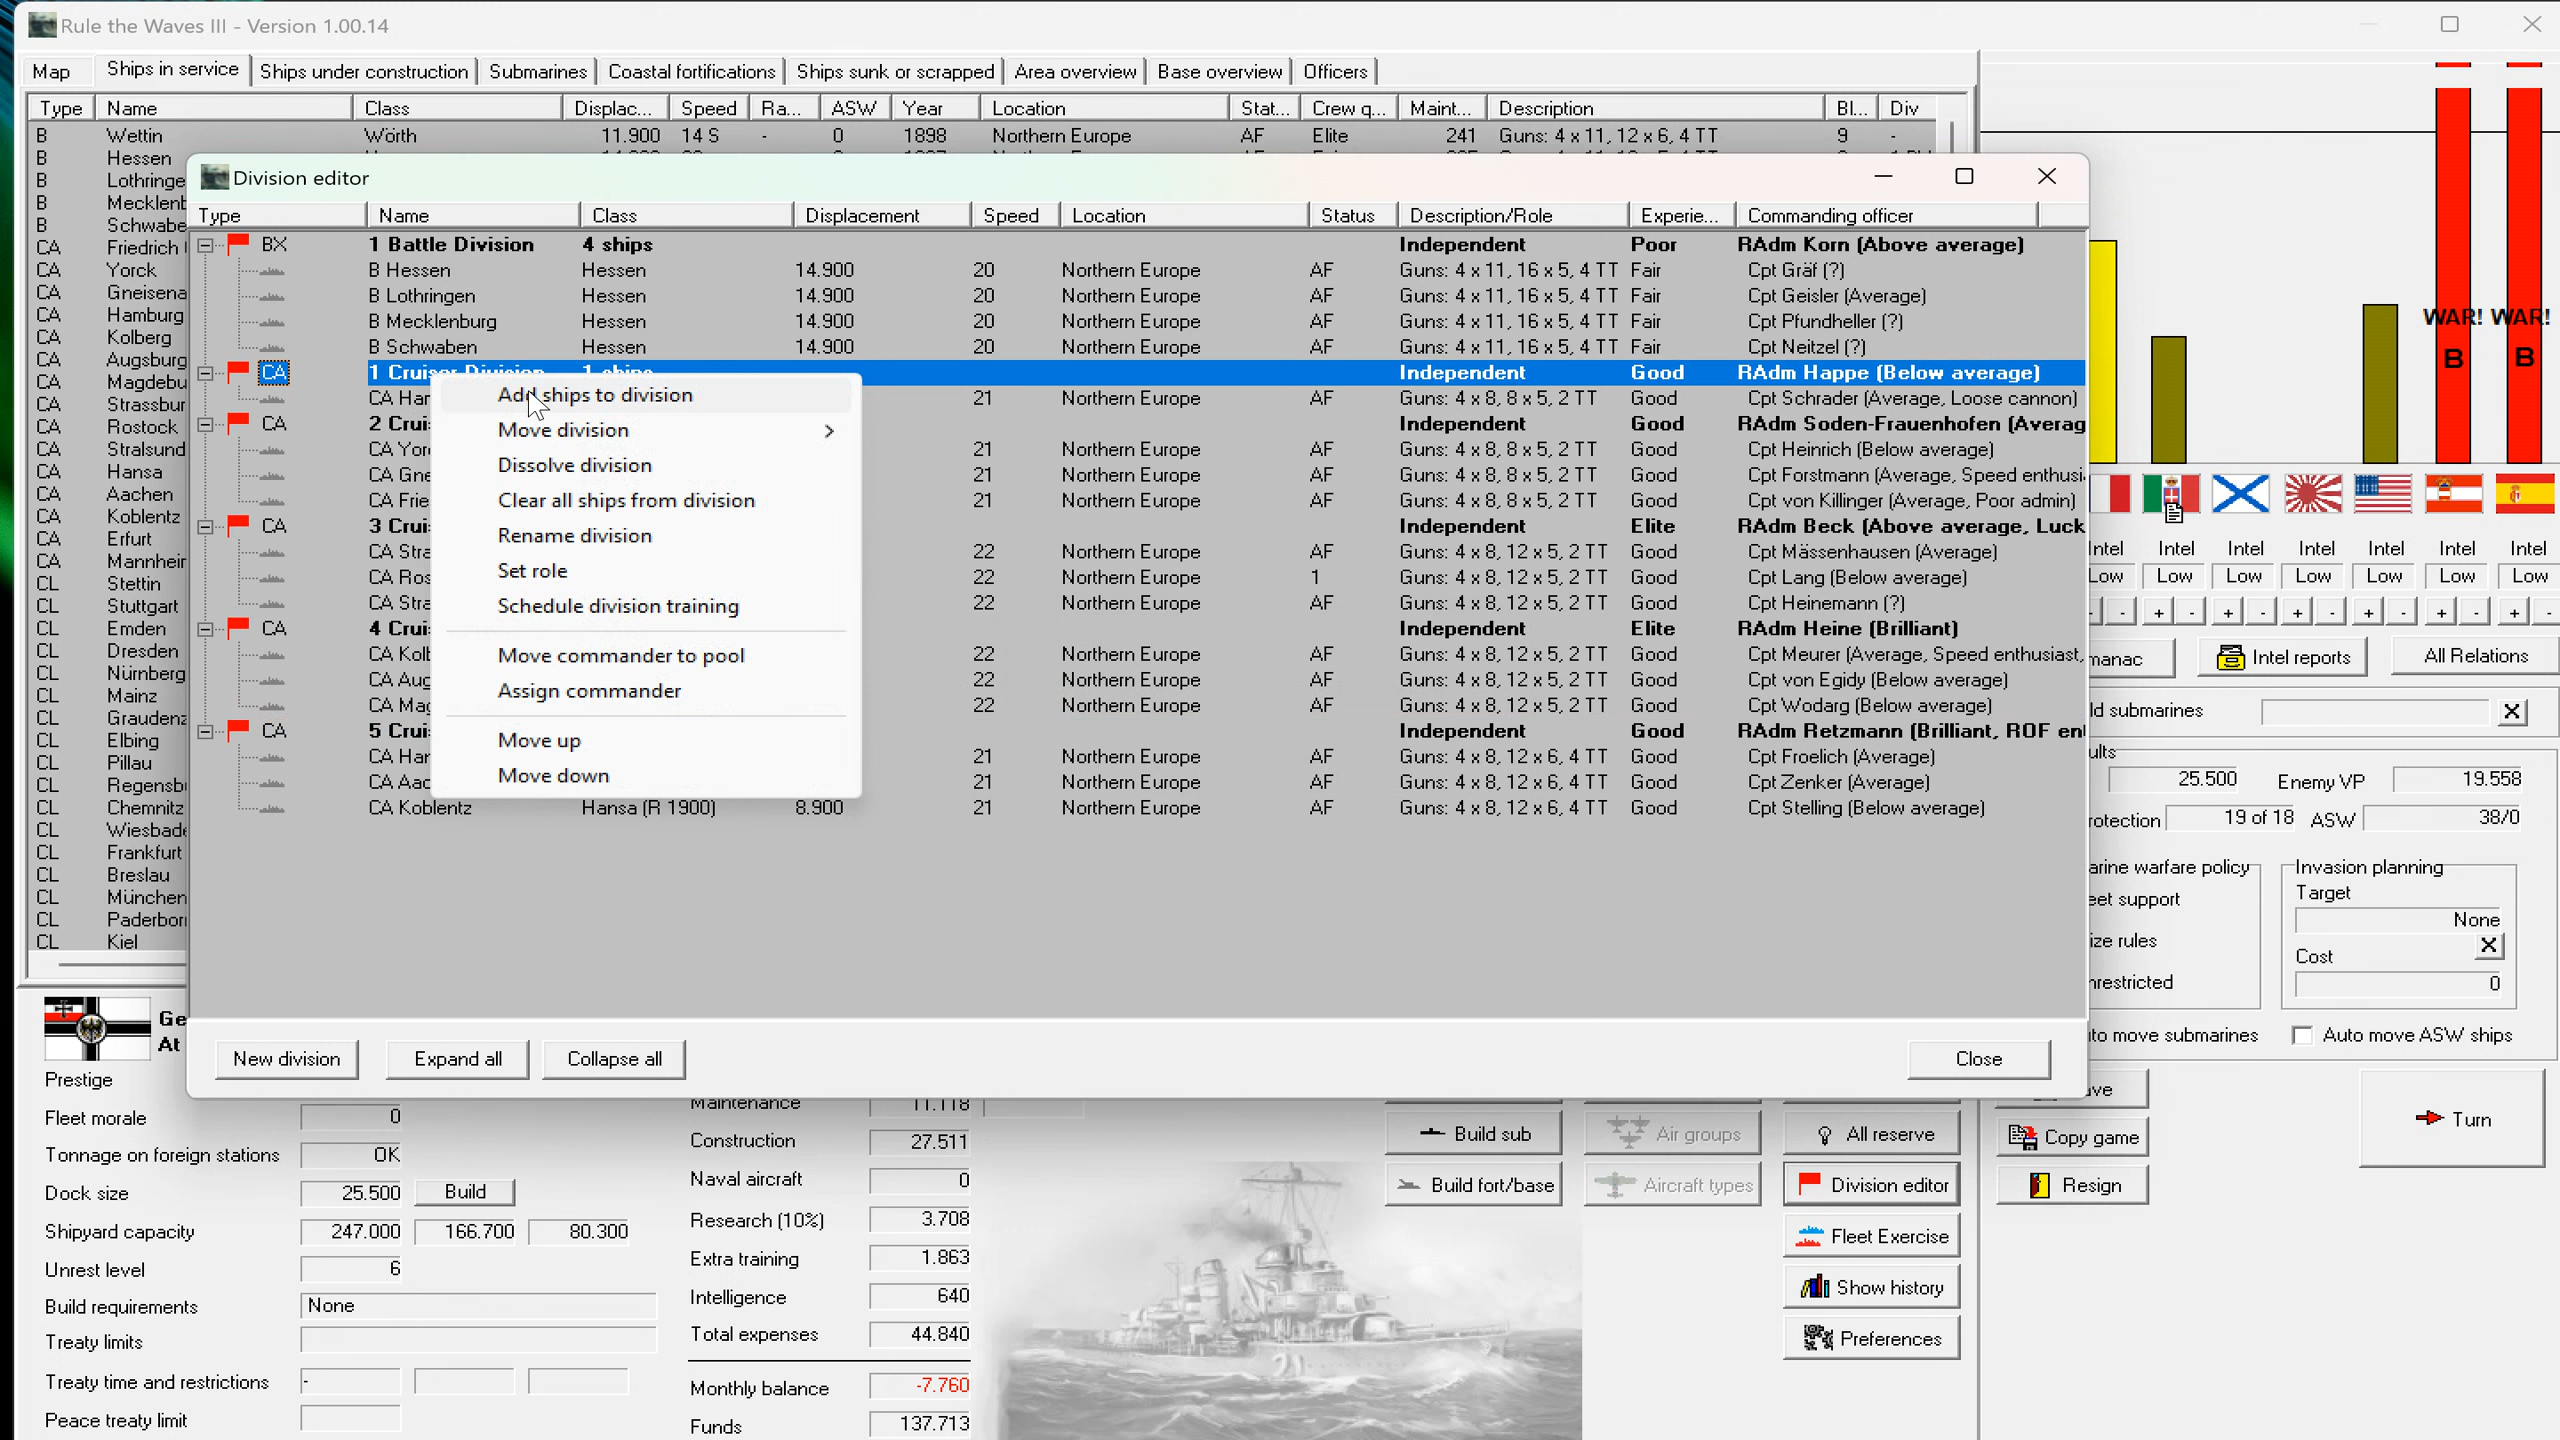 Rule the Waves III - Version 1.00.14
Map Ships in service Ships under construction Submarines Coastal fortifications Ships sunk or scrapped Area overview Base overview Officers
Type Name Class Displac... Speed Ra... ASW Year Location Stat... Crew q... Maint... Description Bl... Div
B Wettin Wörth 11.900 14 S - 0 1898 Northern Europe AF Elite 241 Guns: 4 x 11, 12 x 6, 4 TT 9 -
B Hessen
B Lothringe
B Mecklenb
B Schwabe
CA Friedrich
CA Yorck
CA Gneisena
CA Hamburg
CA Kolberg
CA Augsburg
CA Magdebu
CA Strassbur
CA Rostock
CA Stralsund
CA Hansa
CA Aachen
CA Koblentz
CA Erfurt
CA Mannheir
CL Stettin
CL Stuttgart
CL Emden
CL Dresden
CL Nürnberg
CL Mainz
CL Graudenz
CL Elbing
CL Pillau
CL Regensb
CL Chemnitz
CL Wiesbade
CL Frankfurt
CL Breslau
CL München
CL Paderborn
CL Kiel
Division editor
Type Name Class Displacement Speed Location Status Description/Role Experie... Commanding officer
BX 1 Battle Division 4 ships Independent Poor RAdm Korn (Above average)
B Hessen Hessen 14.900 20 Northern Europe AF Guns: 4 x 11, 16 x 5, 4 TT Fair Cpt Gräf (?)
B Lothringen Hessen 14.900 20 Northern Europe AF Guns: 4 x 11, 16 x 5, 4 TT Fair Cpt Geisler (Average)
B Mecklenburg Hessen 14.900 20 Northern Europe AF Guns: 4 x 11, 16 x 5, 4 TT Fair Cpt Pfundheller (?)
B Schwaben Hessen 14.900 20 Northern Europe AF Guns: 4 x 11, 16 x 5, 4 TT Fair Cpt Neitzel (?)
CA 1 Cruiser Division 1 ships Independent Good RAdm Happe (Below average)
CA Har 21 Northern Europe AF Guns: 4 x 8, 8 x 5, 2 TT Good Cpt Schrader (Average, Loose cannon)
CA 2 Crui Independent Good RAdm Soden-Frauenhofen (Averag
CA Yor 21 Northern Europe AF Guns: 4 x 8, 8 x 5, 2 TT Good Cpt Heinrich (Below average)
CA Gne 21 Northern Europe AF Guns: 4 x 8, 8 x 5, 2 TT Good Cpt Forstmann (Average, Speed enthusi
CA Frie 21 Northern Europe AF Guns: 4 x 8, 8 x 5, 2 TT Good Cpt von Killinger (Average, Poor admin)
CA 3 Crui Independent Elite RAdm Beck (Above average, Luck
CA Stra 22 Northern Europe AF Guns: 4 x 8, 12 x 5, 2 TT Good Cpt Mässenhausen (Average)
CA Ros 22 Northern Europe 1 Guns: 4 x 8, 12 x 5, 2 TT Good Cpt Lang (Below average)
CA Stra 22 Northern Europe AF Guns: 4 x 8, 12 x 5, 2 TT Good Cpt Heinemann (?)
CA 4 Crui Independent Elite RAdm Heine (Brilliant)
CA Kolt 22 Northern Europe AF Guns: 4 x 8, 12 x 5, 2 TT Good Cpt Meurer (Average, Speed enthusiast,
CA Aug 22 Northern Europe AF Guns: 4 x 8, 12 x 5, 2 TT Good Cpt von Egidy (Below average)
CA Mag 22 Northern Europe AF Guns: 4 x 8, 12 x 5, 2 TT Good Cpt Wodarg (Below average)
CA 5 Crui Independent Good RAdm Retzmann (Brilliant, ROF en
CA Har 21 Northern Europe AF Guns: 4 x 8, 12 x 6, 4 TT Good Cpt Froelich (Average)
CA Aac 21 Northern Europe AF Guns: 4 x 8, 12 x 6, 4 TT Good Cpt Zenker (Average)
CA Koblentz Hansa (R 1900) 8.900 21 Northern Europe AF Guns: 4 x 8, 12 x 6, 4 TT Good Cpt Stelling (Below average)
Add ships to division
Move division
Dissolve division
Clear all ships from division
Rename division
Set role
Schedule division training
Move commander to pool
Assign commander
Move up
Move down
New division Expand all Collapse all Close
WAR! WAR!
B B
Intel Intel Intel Intel Intel Intel Intel
Low Low Low Low Low Low Low
- + - + - + - + - + - + -
manac Intel reports All Relations
ld submarines X
ults
25.500 Enemy VP 19.558
rotection 19 of 18 ASW 38/0
arine warfare policy Invasion planning
eet support Target
None
ize rules X
Cost
nrestricted 0
to move submarines Auto move ASW ships
ve
Copy game
Resign
Turn
Ge
At
Prestige
Fleet morale 0
Tonnage on foreign stations OK
Dock size 25.500 Build
Shipyard capacity 247.000 166.700 80.300
Unrest level 6
Build requirements None
Treaty limits
Treaty time and restrictions -
Peace treaty limit
Maintenance 11.118
Construction 27.511
Naval aircraft 0
Research (10%) 3.708
Extra training 1.863
Intelligence 640
Total expenses 44.840
Monthly balance -7.760
Funds 137.713
Build sub Air groups All reserve
Build fort/base Aircraft types Division editor
Fleet Exercise
Show history
Preferences